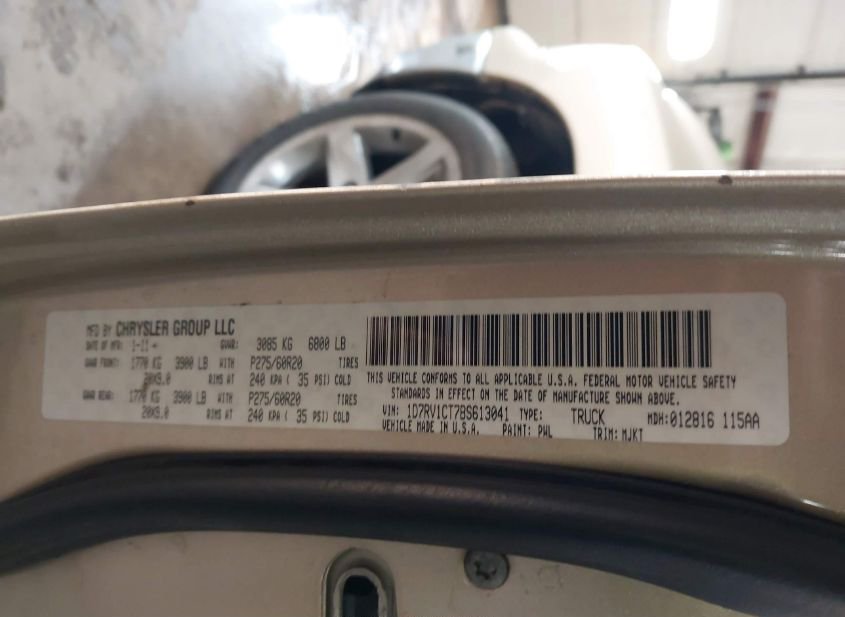 MFD BY CHRYSLER GROUP LLC
DATE OF MFR: 1-11 GVWR: 3085 KG 6800 LB
GAWR FRONT: 1770 KG 3900 LB WITH P275/60R20 TIRES
20X9.0 RIMS AT 240 KPA ( 35 PSI) COLD
GAWR REAR: 1770 KG 3900 LB WITH P275/60R20 TIRES
20X9.0 RIMS AT 240 KPA ( 35 PSI) COLD
THIS VEHICLE CONFORMS TO ALL APPLICABLE U.S.A. FEDERAL MOTOR VEHICLE SAFETY
STANDARDS IN EFFECT ON THE DATE OF MANUFACTURE SHOWN ABOVE.
VIN: 1D7RV1CT7BS613041 TYPE: TRUCK MDH:012816 115AA
VEHICLE MADE IN U.S.A. PAINT: PWL TRIM: MJKT